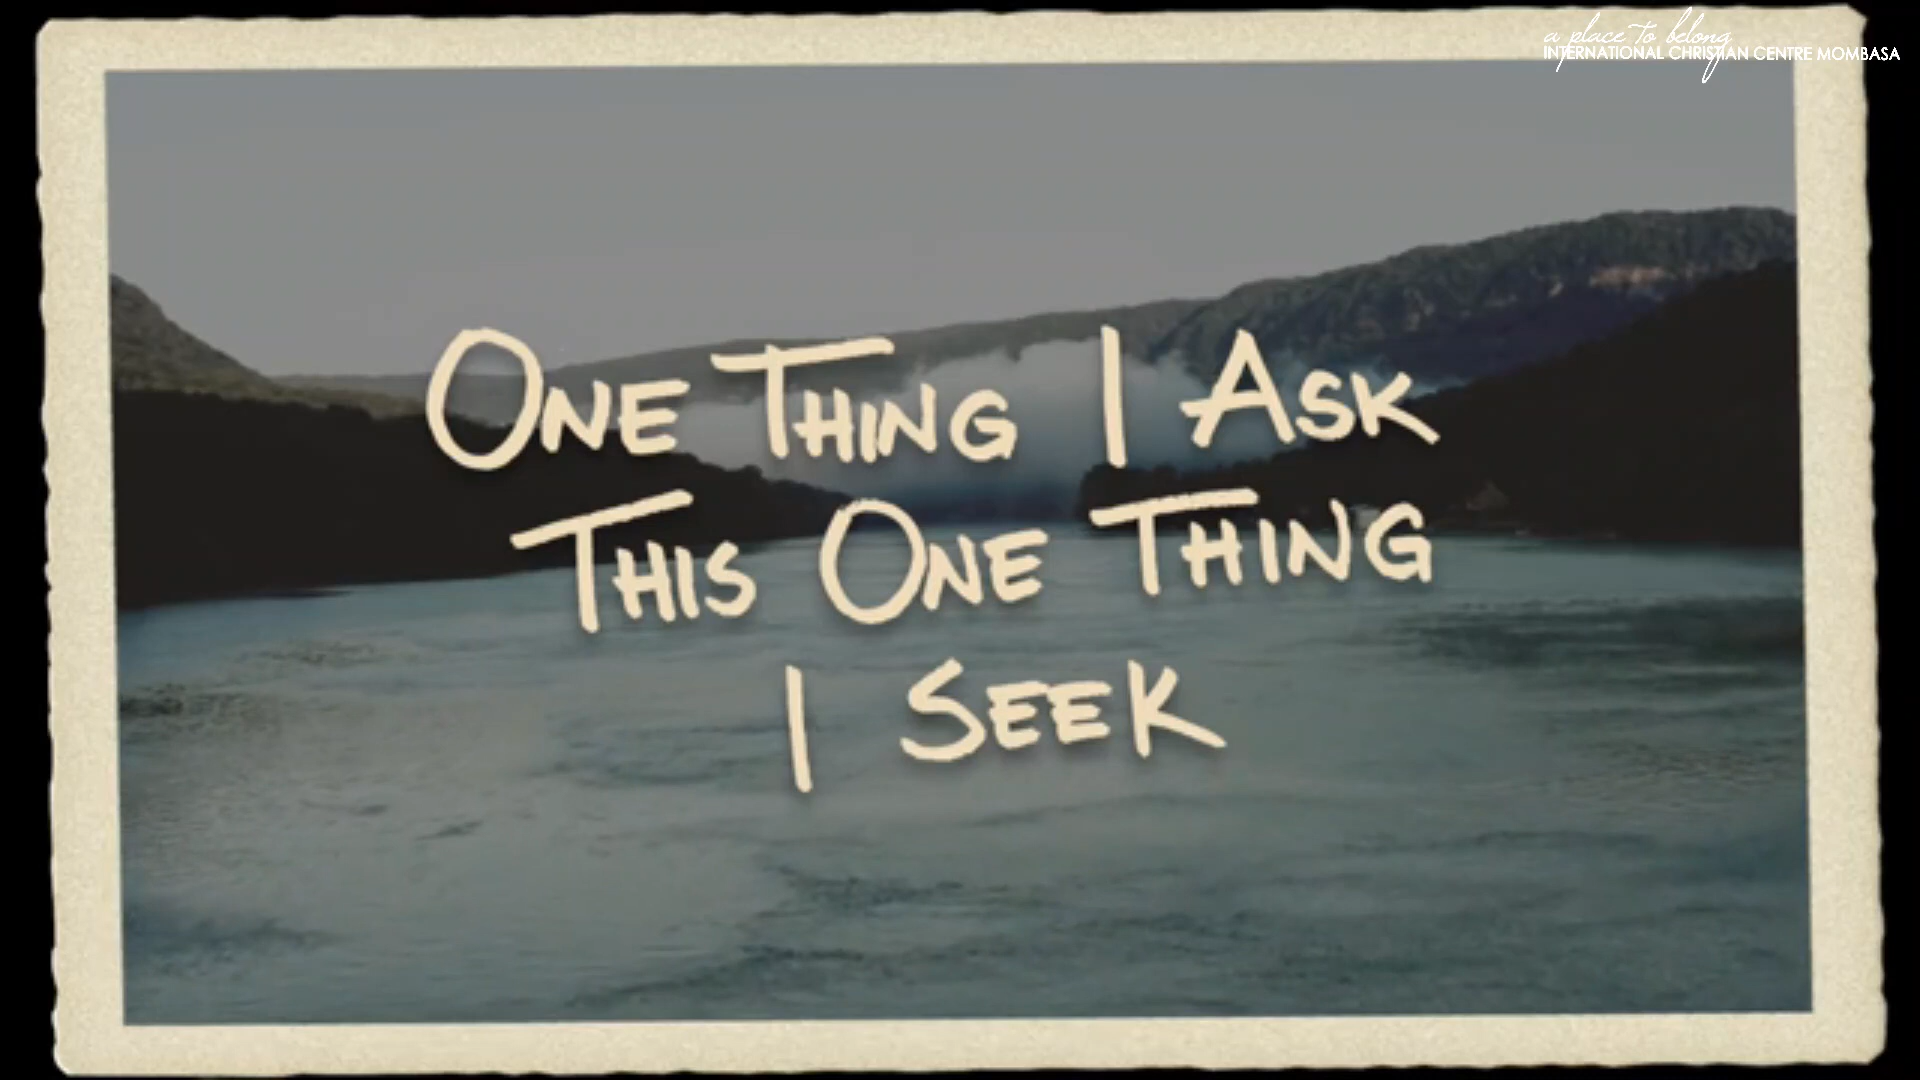 a place to belong
INTERNATIONAL CHRISTIAN CENTRE MOMBASA
ONE THING I ASK
THIS ONE THING
I SEEK